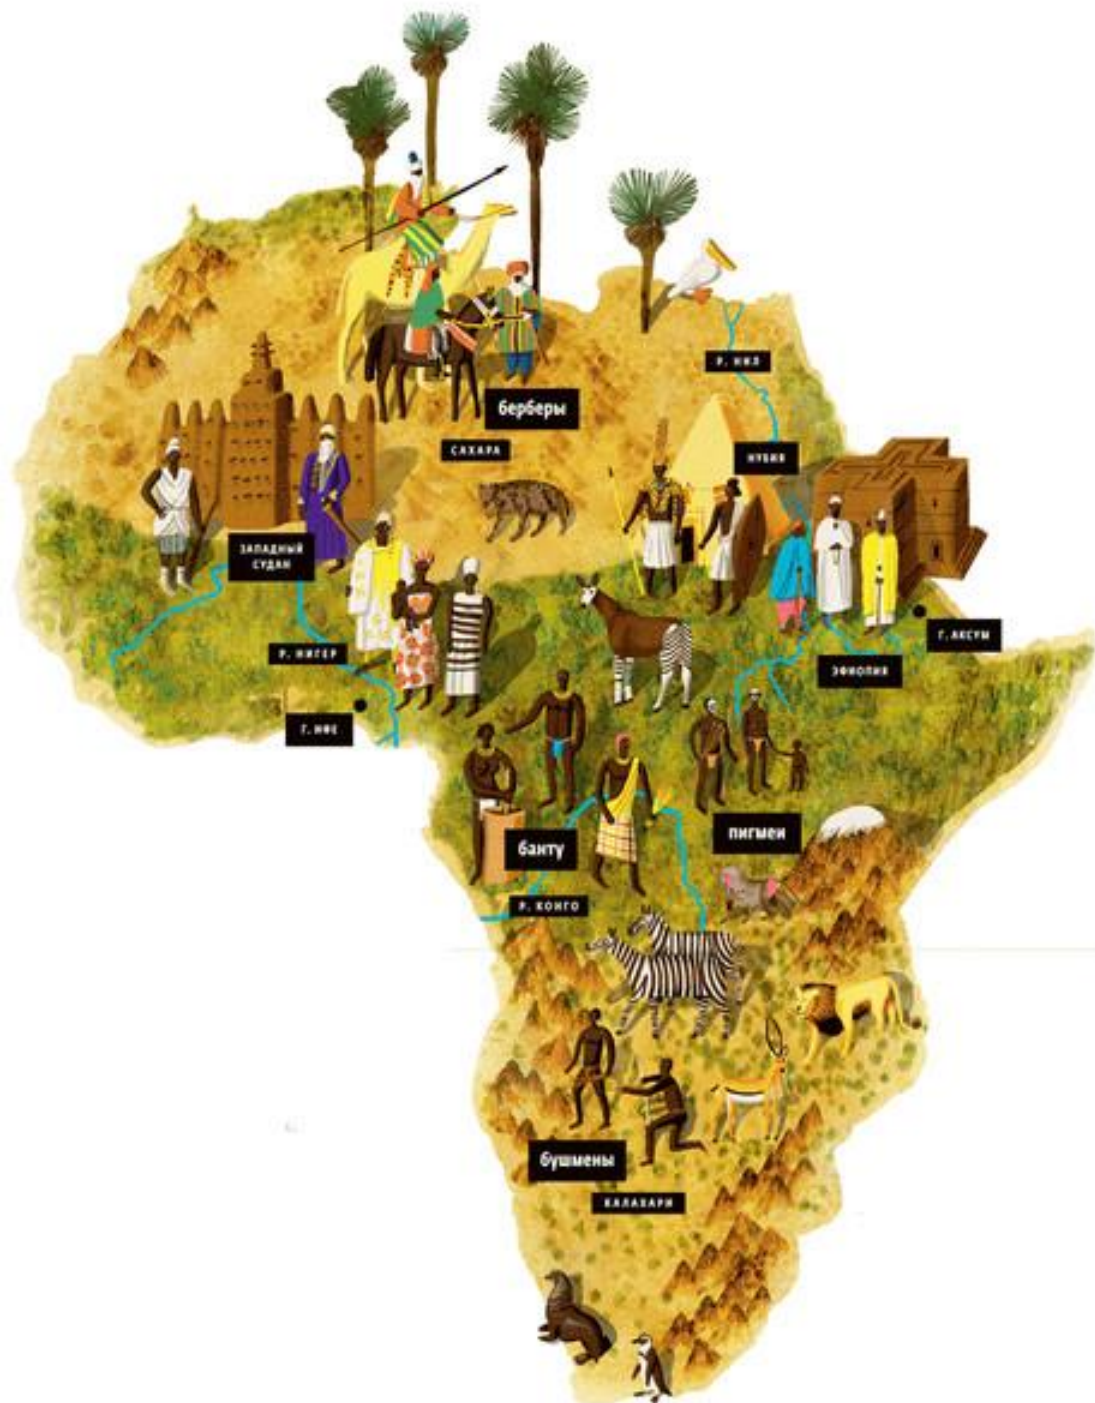 Р. НИЛ
берберы
САХАРА
НУБИЯ
ЗАПАДНЫЙ
СУДАН
Г. АКСУМ
Р. НИГЕР
ЭФИОПИЯ
Г. ИФЕ
пигмеи
банту
Р. КОНГО
бушмены
КАЛАХАРИ